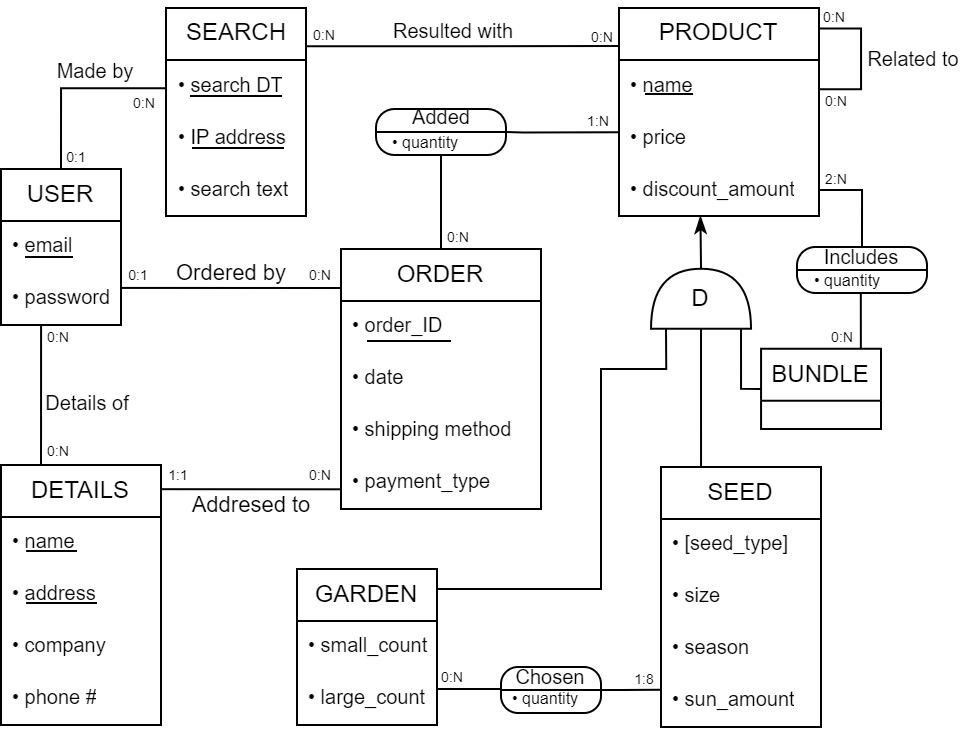 SEARCH
• search DT
• IP address
• search text
0:N
Resulted with
0:N
PRODUCT
• name
• price
• discount_amount
0:N
Related to
0:N
Made by
0:N
0:1
Added
• quantity
1:N
0:N
2:N
Includes
• quantity
0:N
USER
• email
• password
0:1
Ordered by
0:N
ORDER
• order_ID
• date
• shipping method
• payment_type
D
BUNDLE
0:N
Details of
0:N
DETAILS
• name
• address
• company
• phone #
1:1
0:N
Addresed to
SEED
• [seed_type]
• size
• season
• sun_amount
GARDEN
• small_count
• large_count
0:N
Chosen
• quantity
1:8